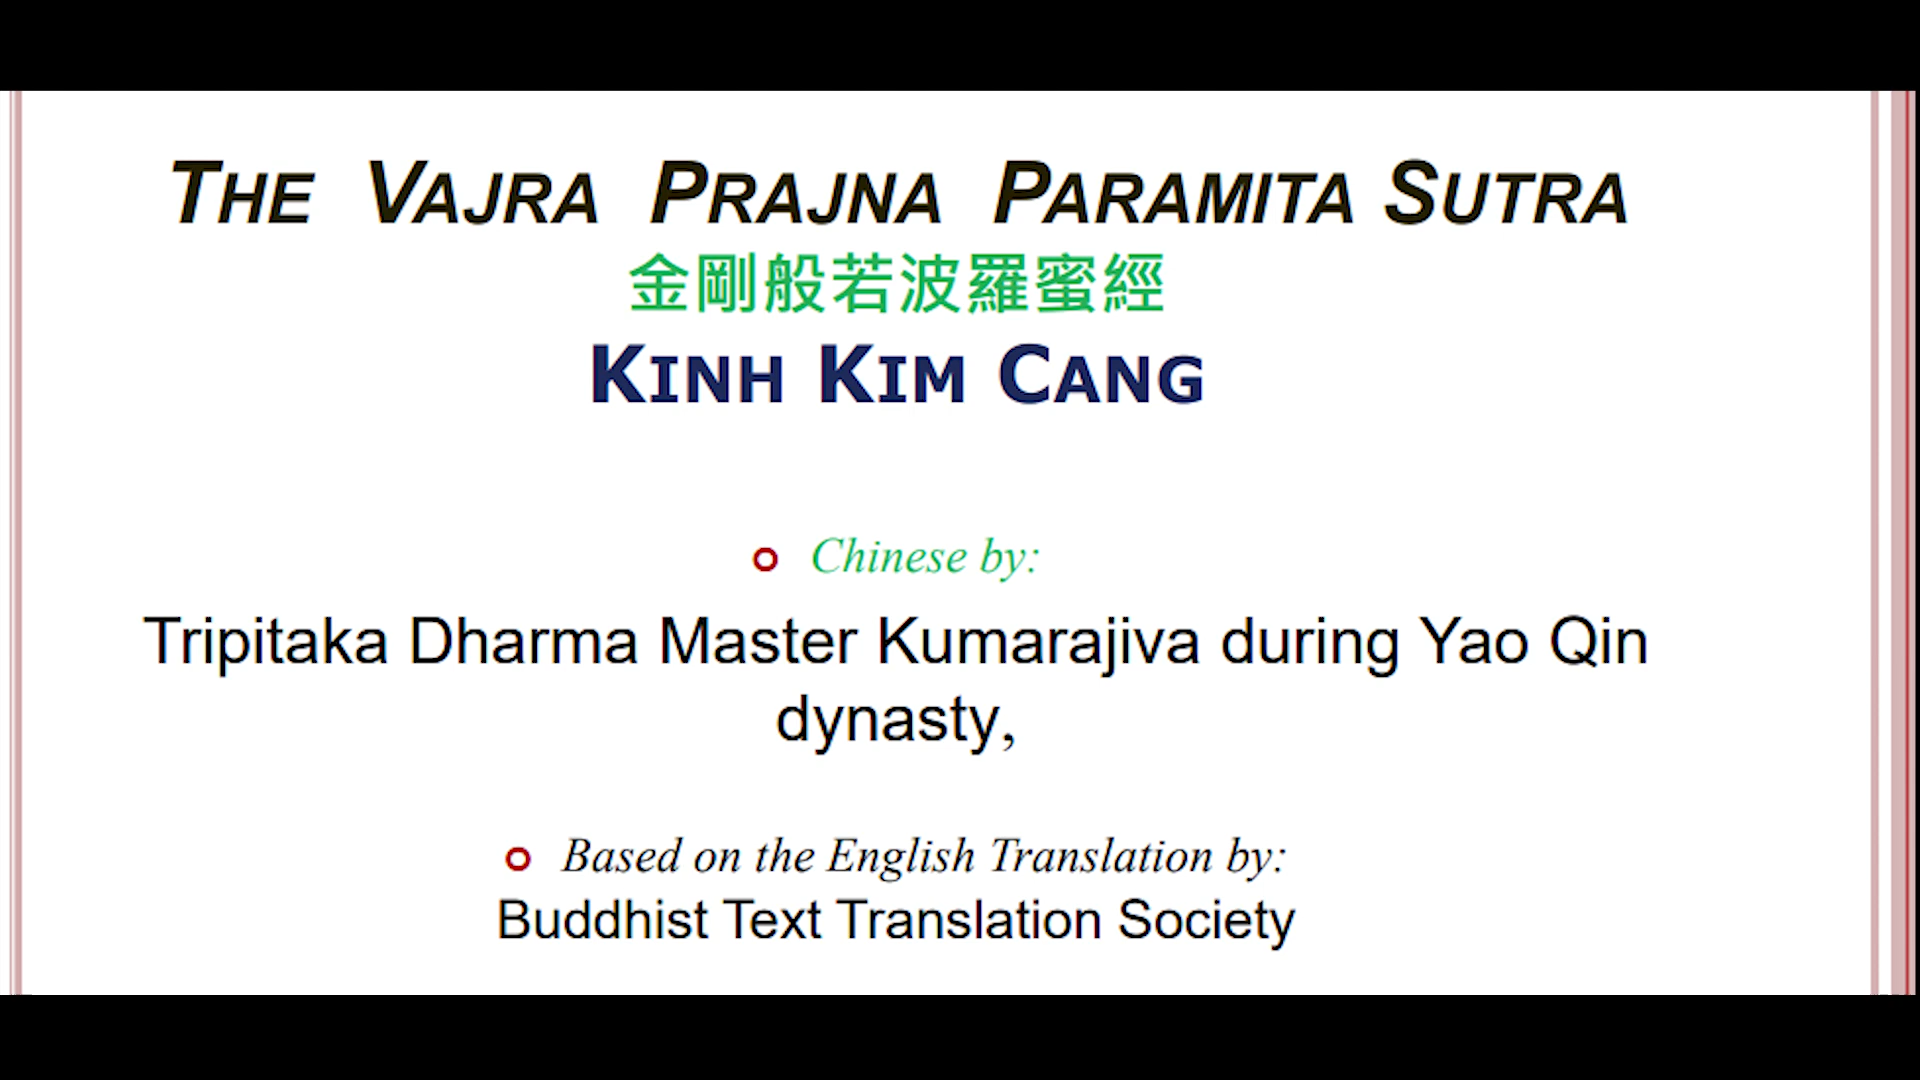 THE VAJRA PRAJNA PARAMITA SUTRA
金剛般若波羅蜜經
KINH KIM CANG
Chinese by:
Tripitaka Dharma Master Kumarajiva during Yao Qin
dynasty,
Based on the English Translation by:
Buddhist Text Translation Society